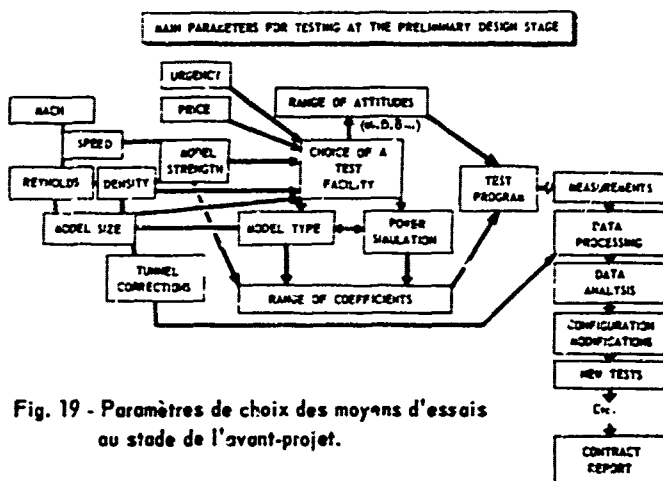 MAIN PARAMETERS FOR TESTING AT THE PRELIMINARY DESIGN STAGE
URGENCY
PRICE
RANGE OF ATTITUDES
MACH
SPEED
MODEL
STRENGTH
CHOICE OF A
TEST
FACILITY
REYNOLDS
DENSITY
TEST
PROGRAM
MEASUREMENTS
MODEL SIZE
MODEL TYPE
POWER
SIMULATION
DATA
PROCESSING
TUNNEL
CORRECTIONS
RANGE OF COEFFICIENTS
DATA
ANALYSIS
CONFIGURATION
MODIFICATIONS
NEW TESTS
Etc.
CONTRACT
REPORT
Fig. 19 - Paramètres de choix des moyens d'essais
au stade de l'avant-projet.